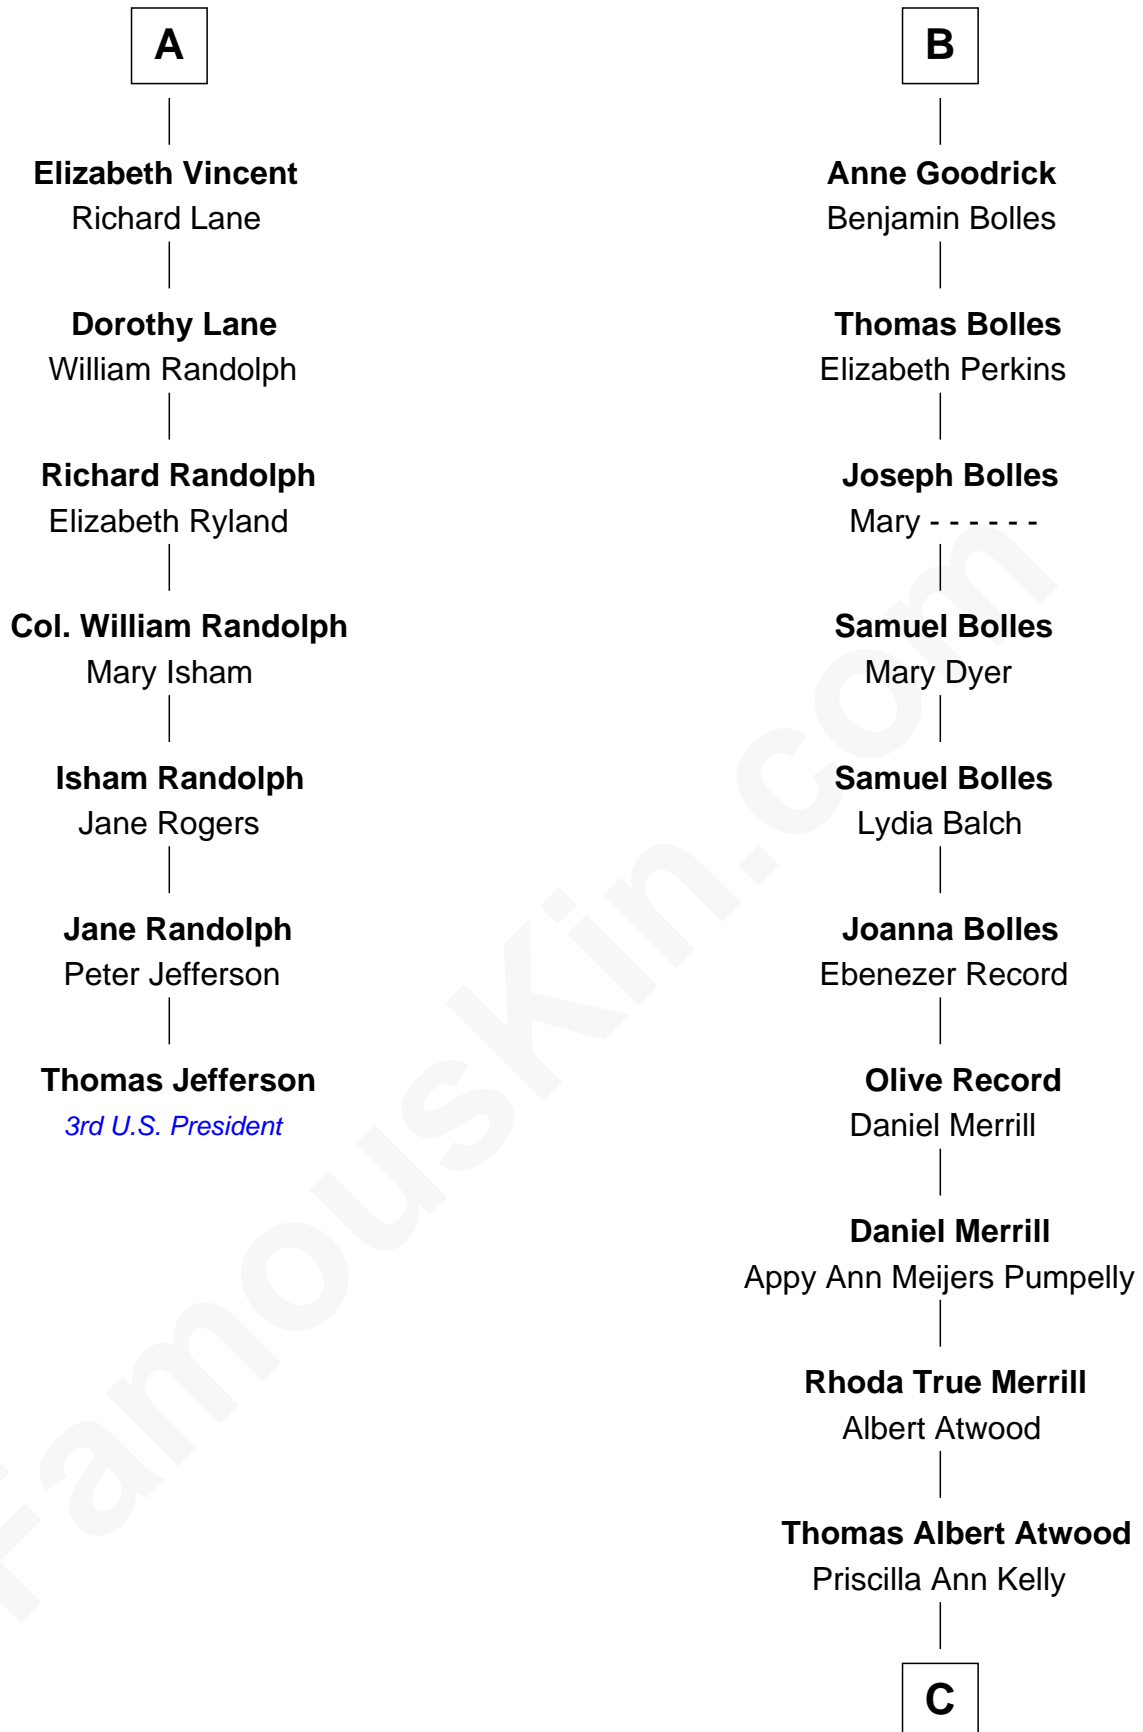 A
Elizabeth Vincent
Richard Lane
Dorothy Lane
William Randolph
Richard Randolph
Elizabeth Ryland
Col. William Randolph
Mary Isham
Isham Randolph
Jane Rogers
Jane Randolph
Peter Jefferson
Thomas Jefferson
3rd U.S. President
B
Anne Goodrick
Benjamin Bolles
Thomas Bolles
Elizabeth Perkins
Joseph Bolles
Mary - - - - - -
Samuel Bolles
Mary Dyer
Samuel Bolles
Lydia Balch
Joanna Bolles
Ebenezer Record
Olive Record
Daniel Merrill
Daniel Merrill
Appy Ann Meijers Pumpelly
Rhoda True Merrill
Albert Atwood
Thomas Albert Atwood
Priscilla Ann Kelly
C
FamousKin.com